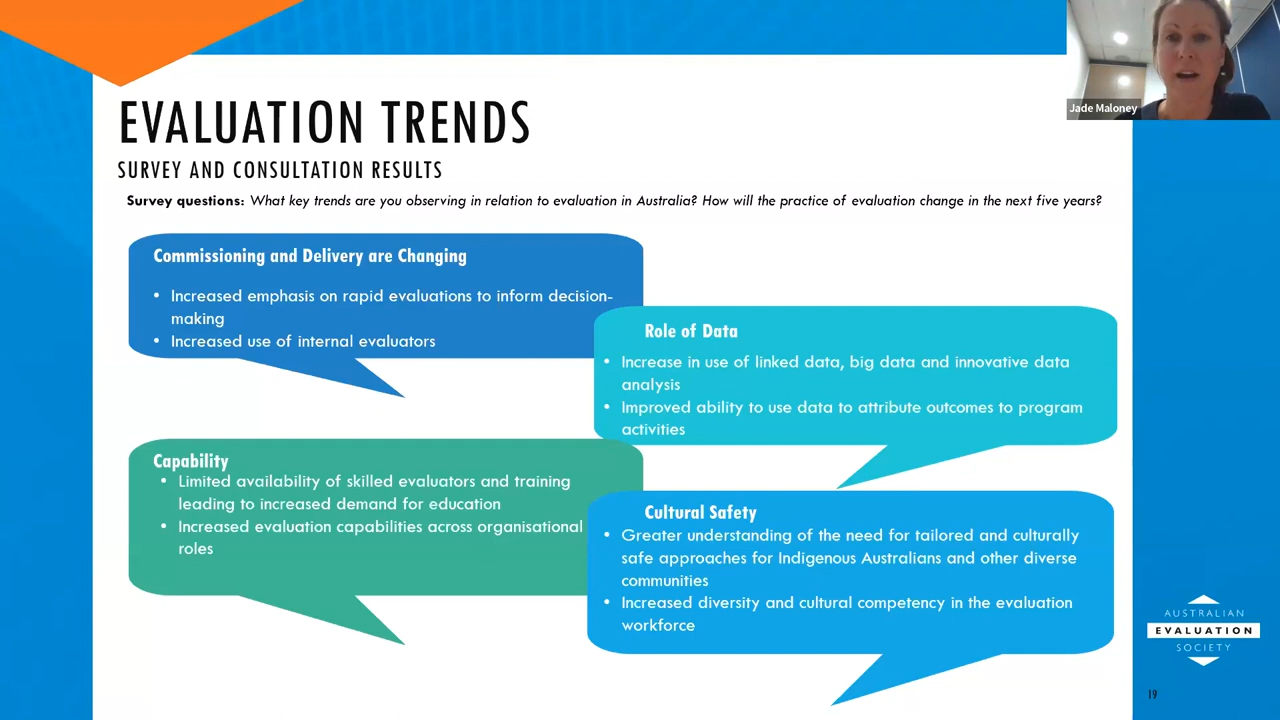 Jade Maloney
EVALUATION TRENDS
SURVEY AND CONSULTATION RESULTS
Survey questions: What key trends are you observing in relation to evaluation in Australia? How will the practice of evaluation change in the next five years?
Commissioning and Delivery are Changing
• Increased emphasis on rapid evaluations to inform decision-
making
• Increased use of internal evaluators
Role of Data
• Increase in use of linked data, big data and innovative data
analysis
• Improved ability to use data to attribute outcomes to program
activities
Capability
• Limited availability of skilled evaluators and training
leading to increased demand for education
• Increased evaluation capabilities across organisational
roles
Cultural Safety
• Greater understanding of the need for tailored and culturally
safe approaches for Indigenous Australians and other diverse
communities
• Increased diversity and cultural competency in the evaluation
workforce
AUSTRALIAN
EVALUATION
SOCIETY
19